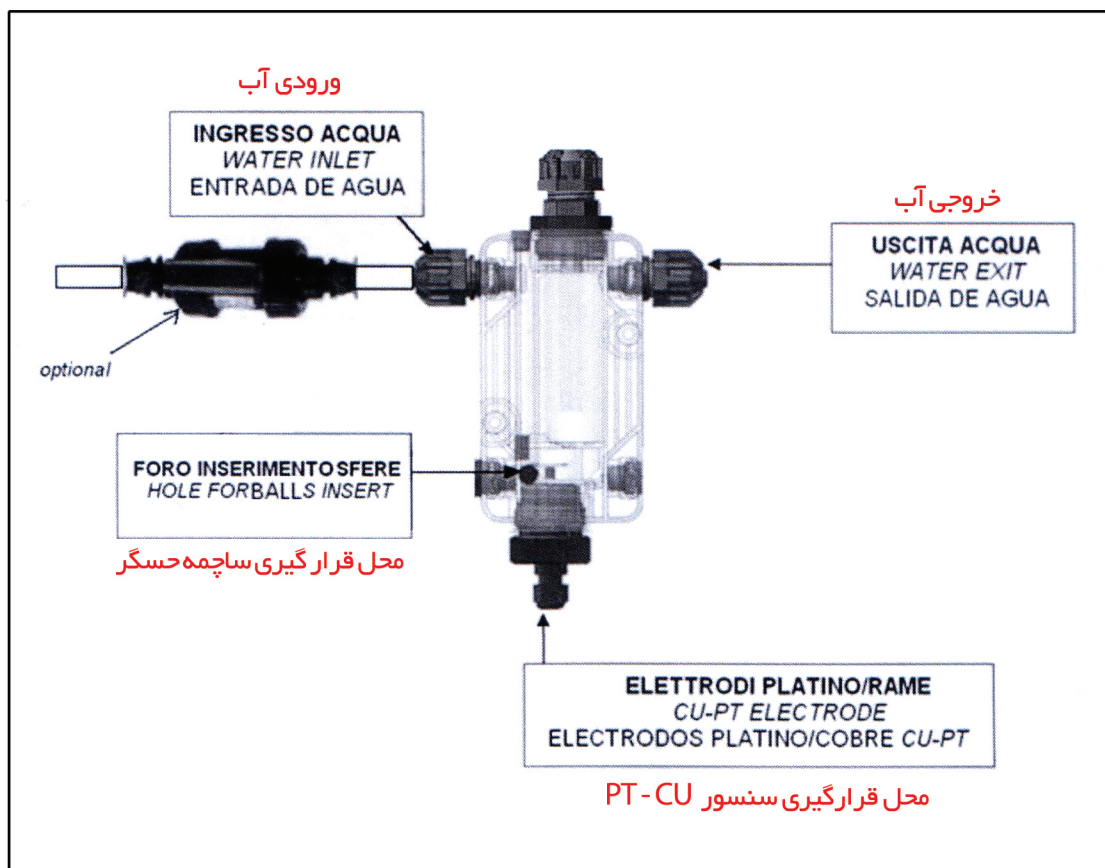 ورودی آب
INGRESSO ACQUA
WATER INLET
ENTRADA DE AGUA
خروجی آب
USCITA ACQUA
WATER EXIT
SALIDA DE AGUA
optional
FORO INSERIMENTO SFERE
HOLE FORBALLS INSERT
محل قرار گیری ساچمه حسگر
ELETTRODI PLATINO/RAME
CU-PT ELECTRODE
ELECTRODOS PLATINO/COBRE CU-PT
محل قرارگیری سنسور PT - CU